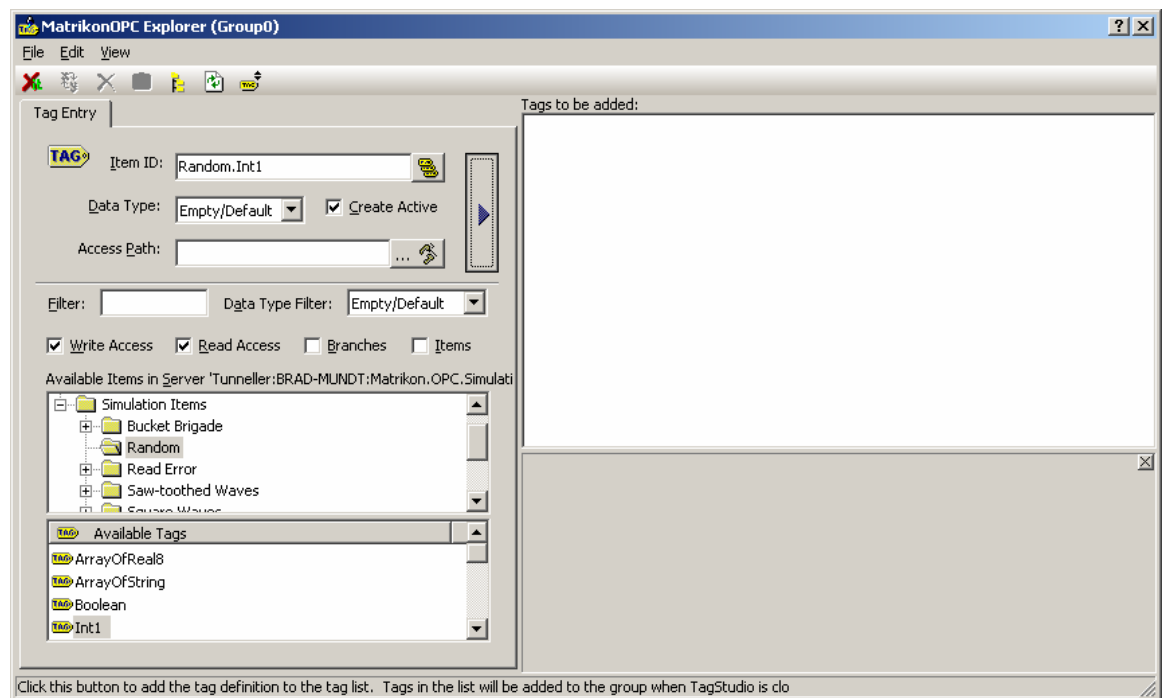 MatrikonOPC Explorer (Group0)
File Edit View
Tag Entry
TAG
Item ID: Random.Int1
Data Type: Empty/Default Create Active
Access Path: ...
Filter: Data Type Filter: Empty/Default
Write Access Read Access Branches Items
Available Items in Server 'Tunneller:BRAD-MUNDT:Matrikon.OPC.Simulati
Simulation Items
Bucket Brigade
Random
Read Error
Saw-toothed Waves
Square Waves
Available Tags
ArrayOfReal8
ArrayOfString
Boolean
Int1
Tags to be added:
Click this button to add the tag definition to the tag list. Tags in the list will be added to the group when TagStudio is clo